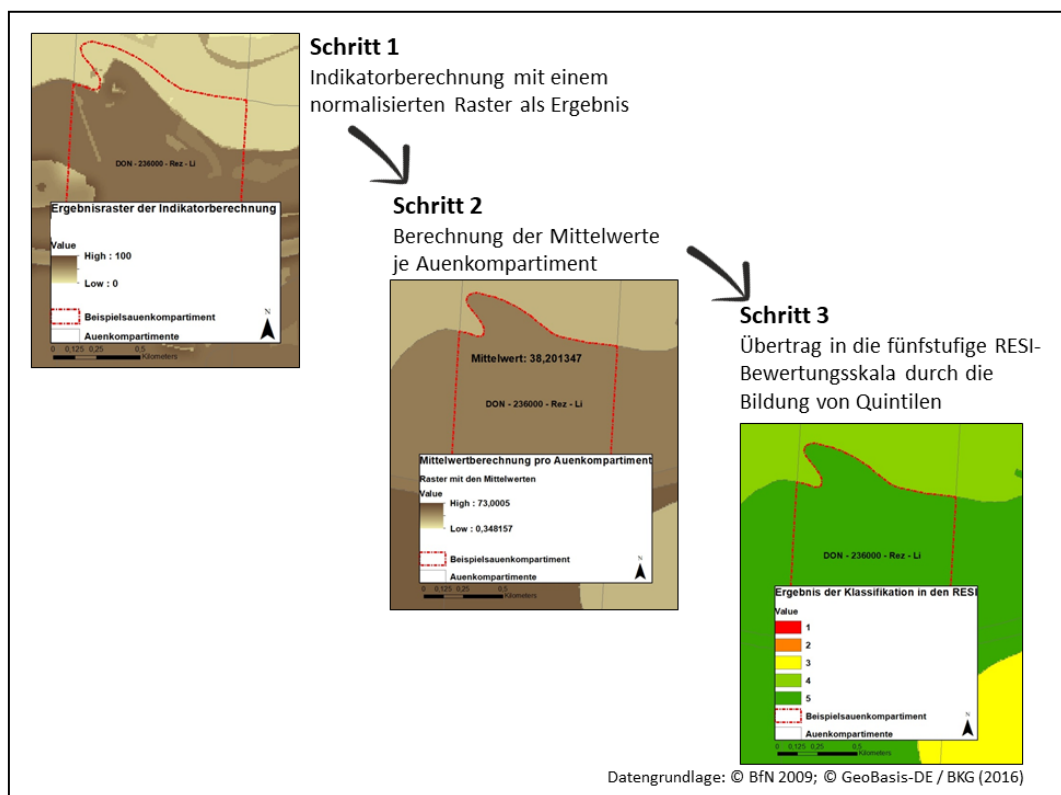 Schritt 1
Indikatorberechnung mit einem
normalisierten Raster als Ergebnis
DON - 236000 - Rez - Li
Ergebnisraster der Indikatorberechnung
Value
High : 100
Low : 0
Beispielsauenkompartiment
Auenkompartimente
N
0 0,125 0,25 0,5
Kilometers
Schritt 2
Berechnung der Mittelwerte
je Auenkompartiment
Mittelwert: 38,201347
DON - 236000 - Rez - Li
Mittelwertberechnung pro Auenkompartiment
Raster mit den Mittelwerten
Value
High : 73,0005
Low : 0,348157
Beispielsauenkompartiment
Auenkompartimente
N
0 0,125 0,25 0,5
Kilometers
Schritt 3
Übertrag in die fünfstufige RESI-
Bewertungsskala durch die
Bildung von Quintilen
DON - 236000 - Rez - Li
Ergebnis der Klassifikation in den RESI
Value
1
2
3
4
5
Beispielsauenkompartiment
Auenkompartimente
N
0 0,125 0,25 0,5
Kilometers
Datengrundlage: © BfN 2009; © GeoBasis-DE / BKG (2016)